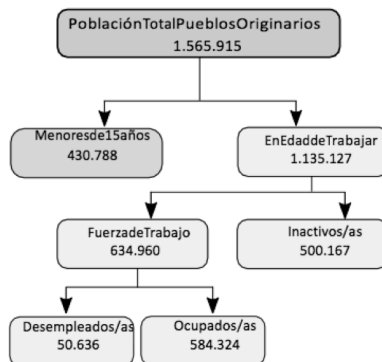 PoblaciónTotalPueblosOriginarios
1.565.915
Menoresde15años
430.788
EnEdaddeTrabajar
1.135.127
FuerzadeTrabajo
634.960
Inactivos/as
500.167
Desempleados/as
50.636
Ocupados/as
584.324